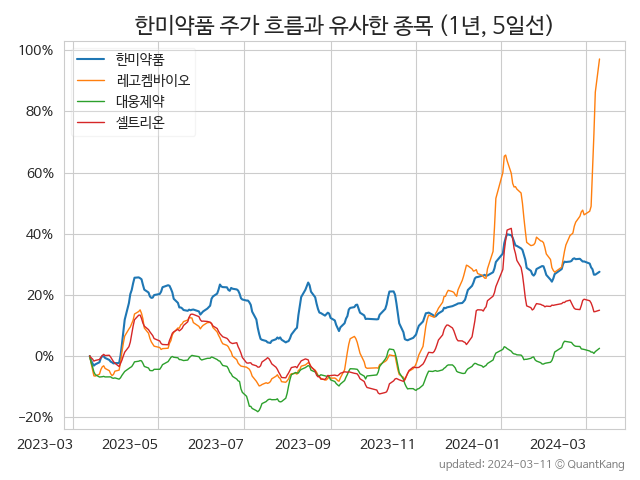 한미약품 주가 흐름과 유사한 종목 (1년, 5일선)
100%
80%
60%
40%
20%
0%
−20%
한미약품
레고켐바이오
대웅제약
셀트리온
2023-03 2023-05 2023-07 2023-09 2023-11 2024-01 2024-03
updated: 2024-03-11 © QuantKang